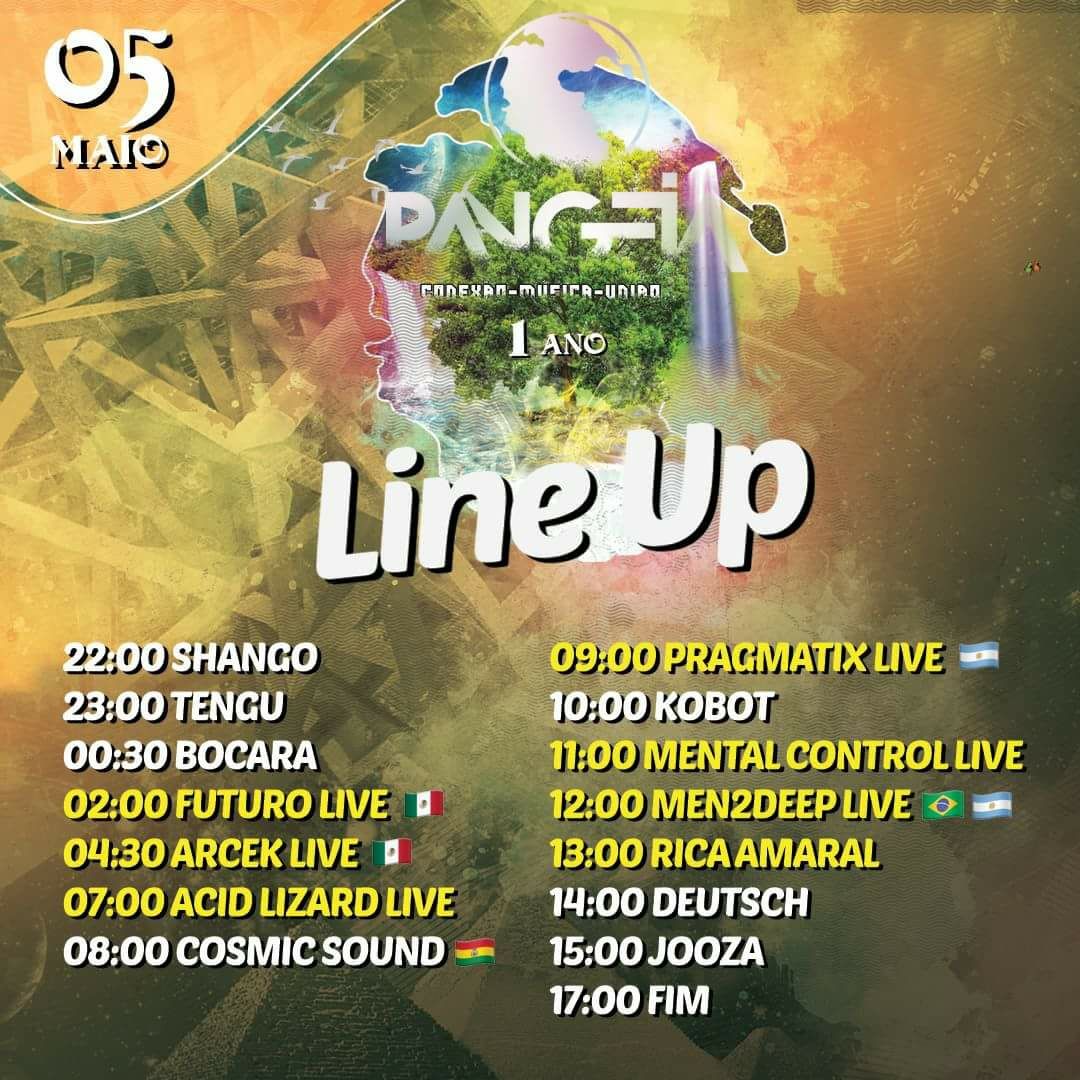 05
MAIO
PANGEIA
CONEXÃO-MÚSICA-UNIÃO
1 ANO
Line Up
22:00 SHANGO
23:00 TENGU
00:30 BOCARA
02:00 FUTURO LIVE 🇲🇽
04:30 ARCEK LIVE 🇲🇽
07:00 ACID LIZARD LIVE
08:00 COSMIC SOUND 🇧🇴
09:00 PRAGMATIX LIVE 🇦🇷
10:00 KOBOT
11:00 MENTAL CONTROL LIVE
12:00 MEN2DEEP LIVE 🇧🇷 🇦🇷
13:00 RICA AMARAL
14:00 DEUTSCH
15:00 JOOZA
17:00 FIM